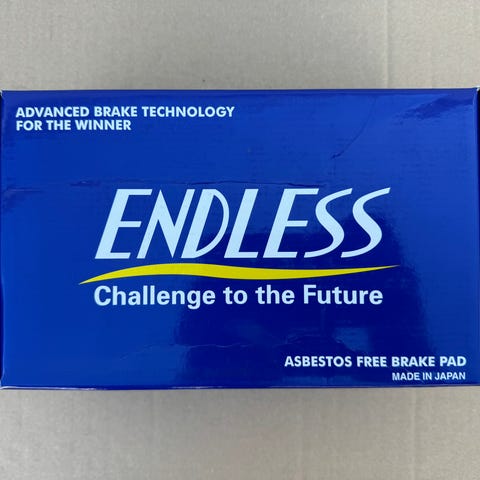 ADVANCED BRAKE TECHNOLOGY
FOR THE WINNER
ENDLESS
Challenge to the Future
ASBESTOS FREE BRAKE PAD
MADE IN JAPAN